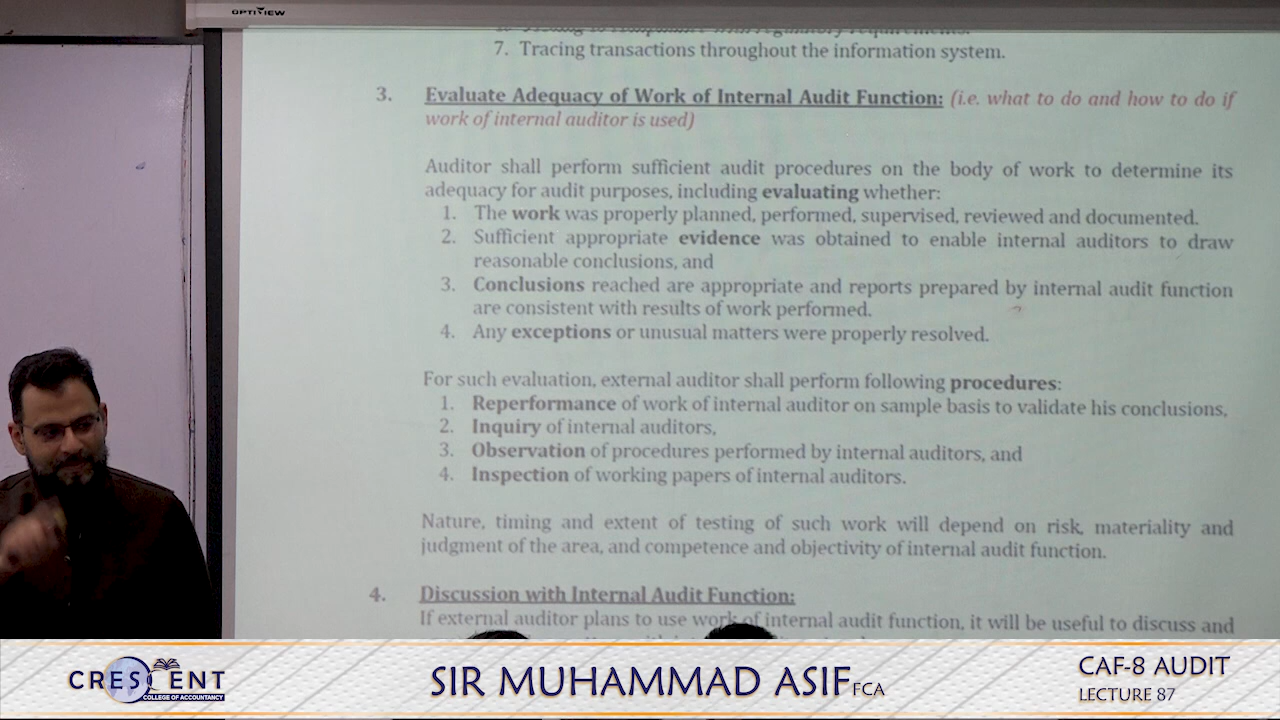 OPTIVIEW
7. Tracing transactions throughout the information system.
3. Evaluate Adequacy of Work of Internal Audit Function: (i.e. what to do and how to do if
work of internal auditor is used)
Auditor shall perform sufficient audit procedures on the body of work to determine its
adequacy for audit purposes, including evaluating whether:
1. The work was properly planned, performed, supervised, reviewed and documented.
2. Sufficient appropriate evidence was obtained to enable internal auditors to draw
reasonable conclusions, and
3. Conclusions reached are appropriate and reports prepared by internal audit function
are consistent with results of work performed.
4. Any exceptions or unusual matters were properly resolved.
For such evaluation, external auditor shall perform following procedures:
1. Reperformance of work of internal auditor on sample basis to validate his conclusions,
2. Inquiry of internal auditors,
3. Observation of procedures performed by internal auditors, and
4. Inspection of working papers of internal auditors.
Nature, timing and extent of testing of such work will depend on risk, materiality and
judgment of the area, and competence and objectivity of internal audit function.
4. Discussion with Internal Audit Function:
If external auditor plans to use work of internal audit function, it will be useful to discuss and
CRESCENT
COLLEGE OF ACCOUNTANCY
SIR MUHAMMAD ASIF FCA
CAF-8 AUDIT
LECTURE 87